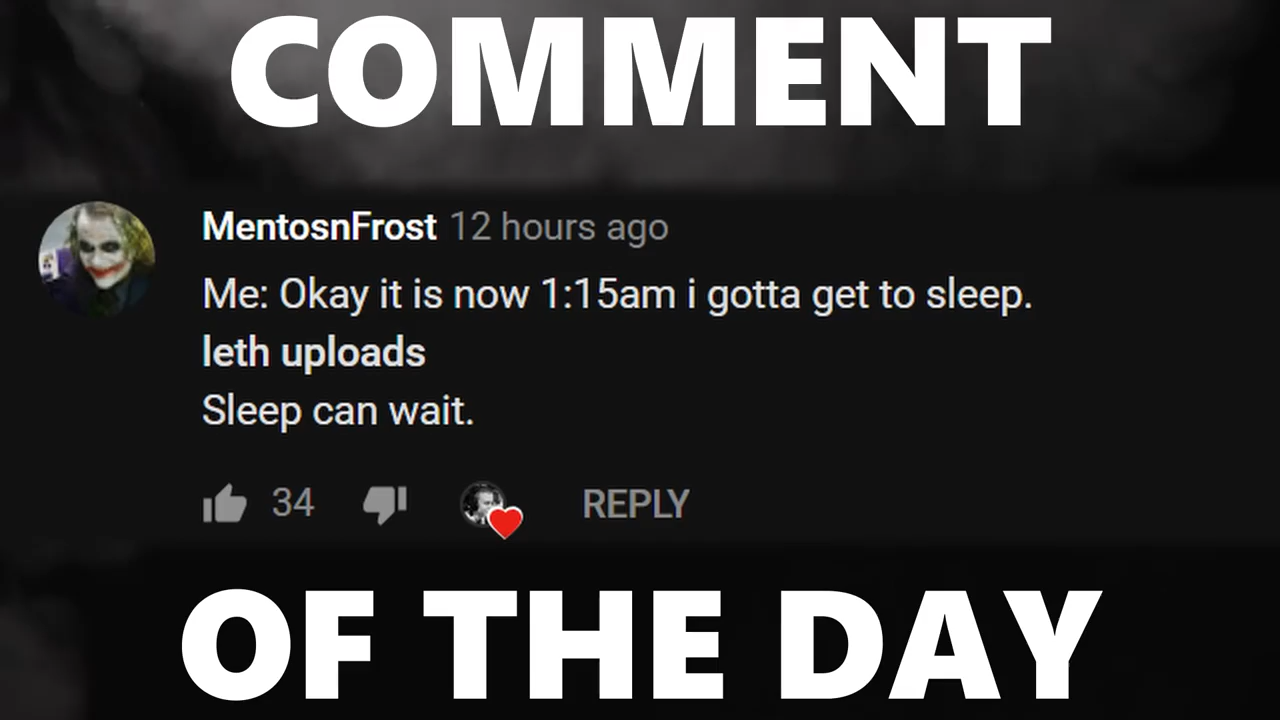 COMMENT
MentosnFrost 12 hours ago
Me: Okay it is now 1:15am i gotta get to sleep.
leth uploads
Sleep can wait.
34 REPLY
OF THE DAY